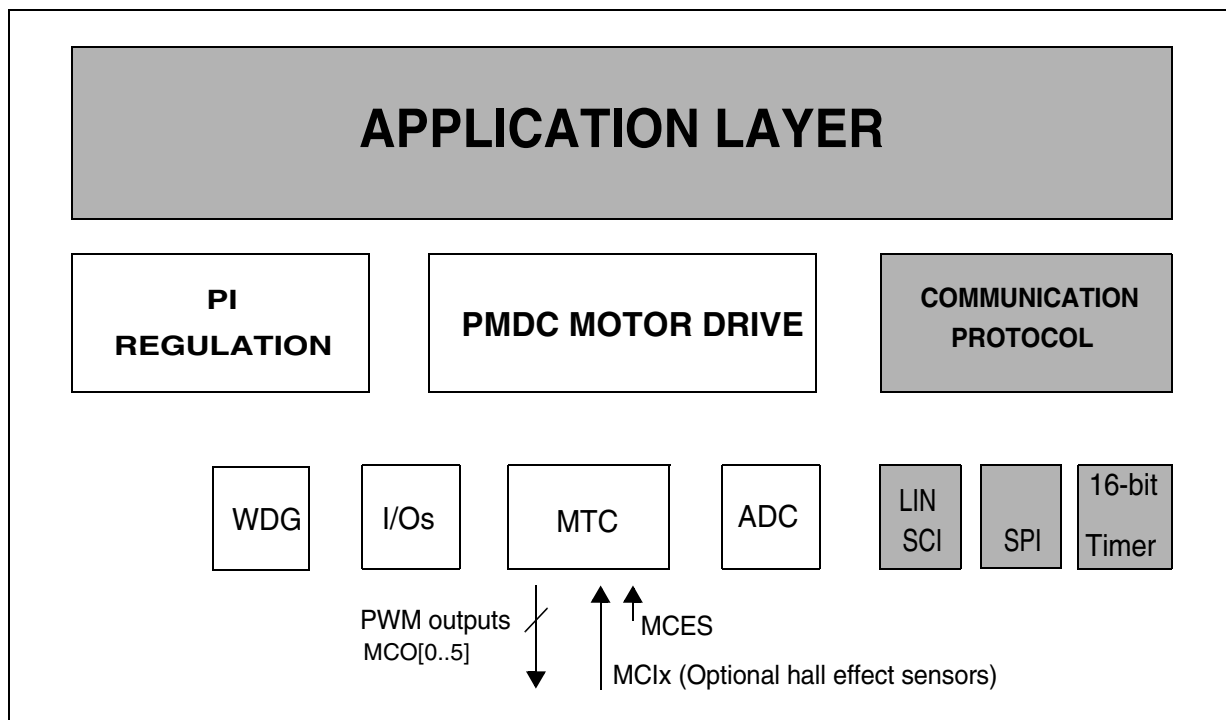 APPLICATION LAYER
PI
REGULATION
PMDC MOTOR DRIVE
COMMUNICATION
PROTOCOL
WDG
I/Os
MTC
ADC
LIN
SCI
SPI
16-bit
Timer
PWM outputs
MCO[0..5]
MCES
MCIx (Optional hall effect sensors)